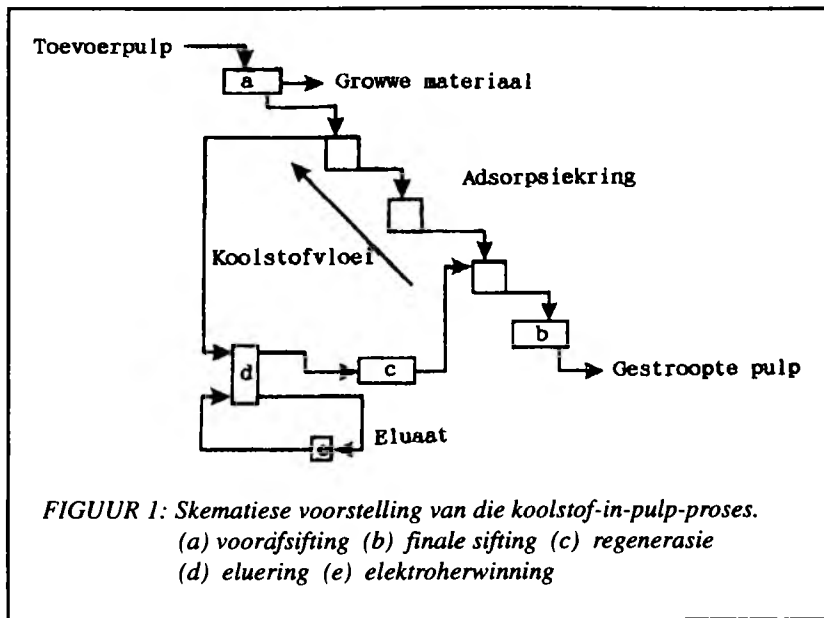 Toevoerpulp
a
Growwe materiaal
Adsorpsiekring
Koolstofvloei
b
c
d
Gestroopte pulp
Eluaat
e
FIGUUR 1: Skematiese voorstelling van die koolstof-in-pulp-proses.
(a) voorafsifting (b) finale sifting (c) regenerasie
(d) eluering (e) elektroherwinning